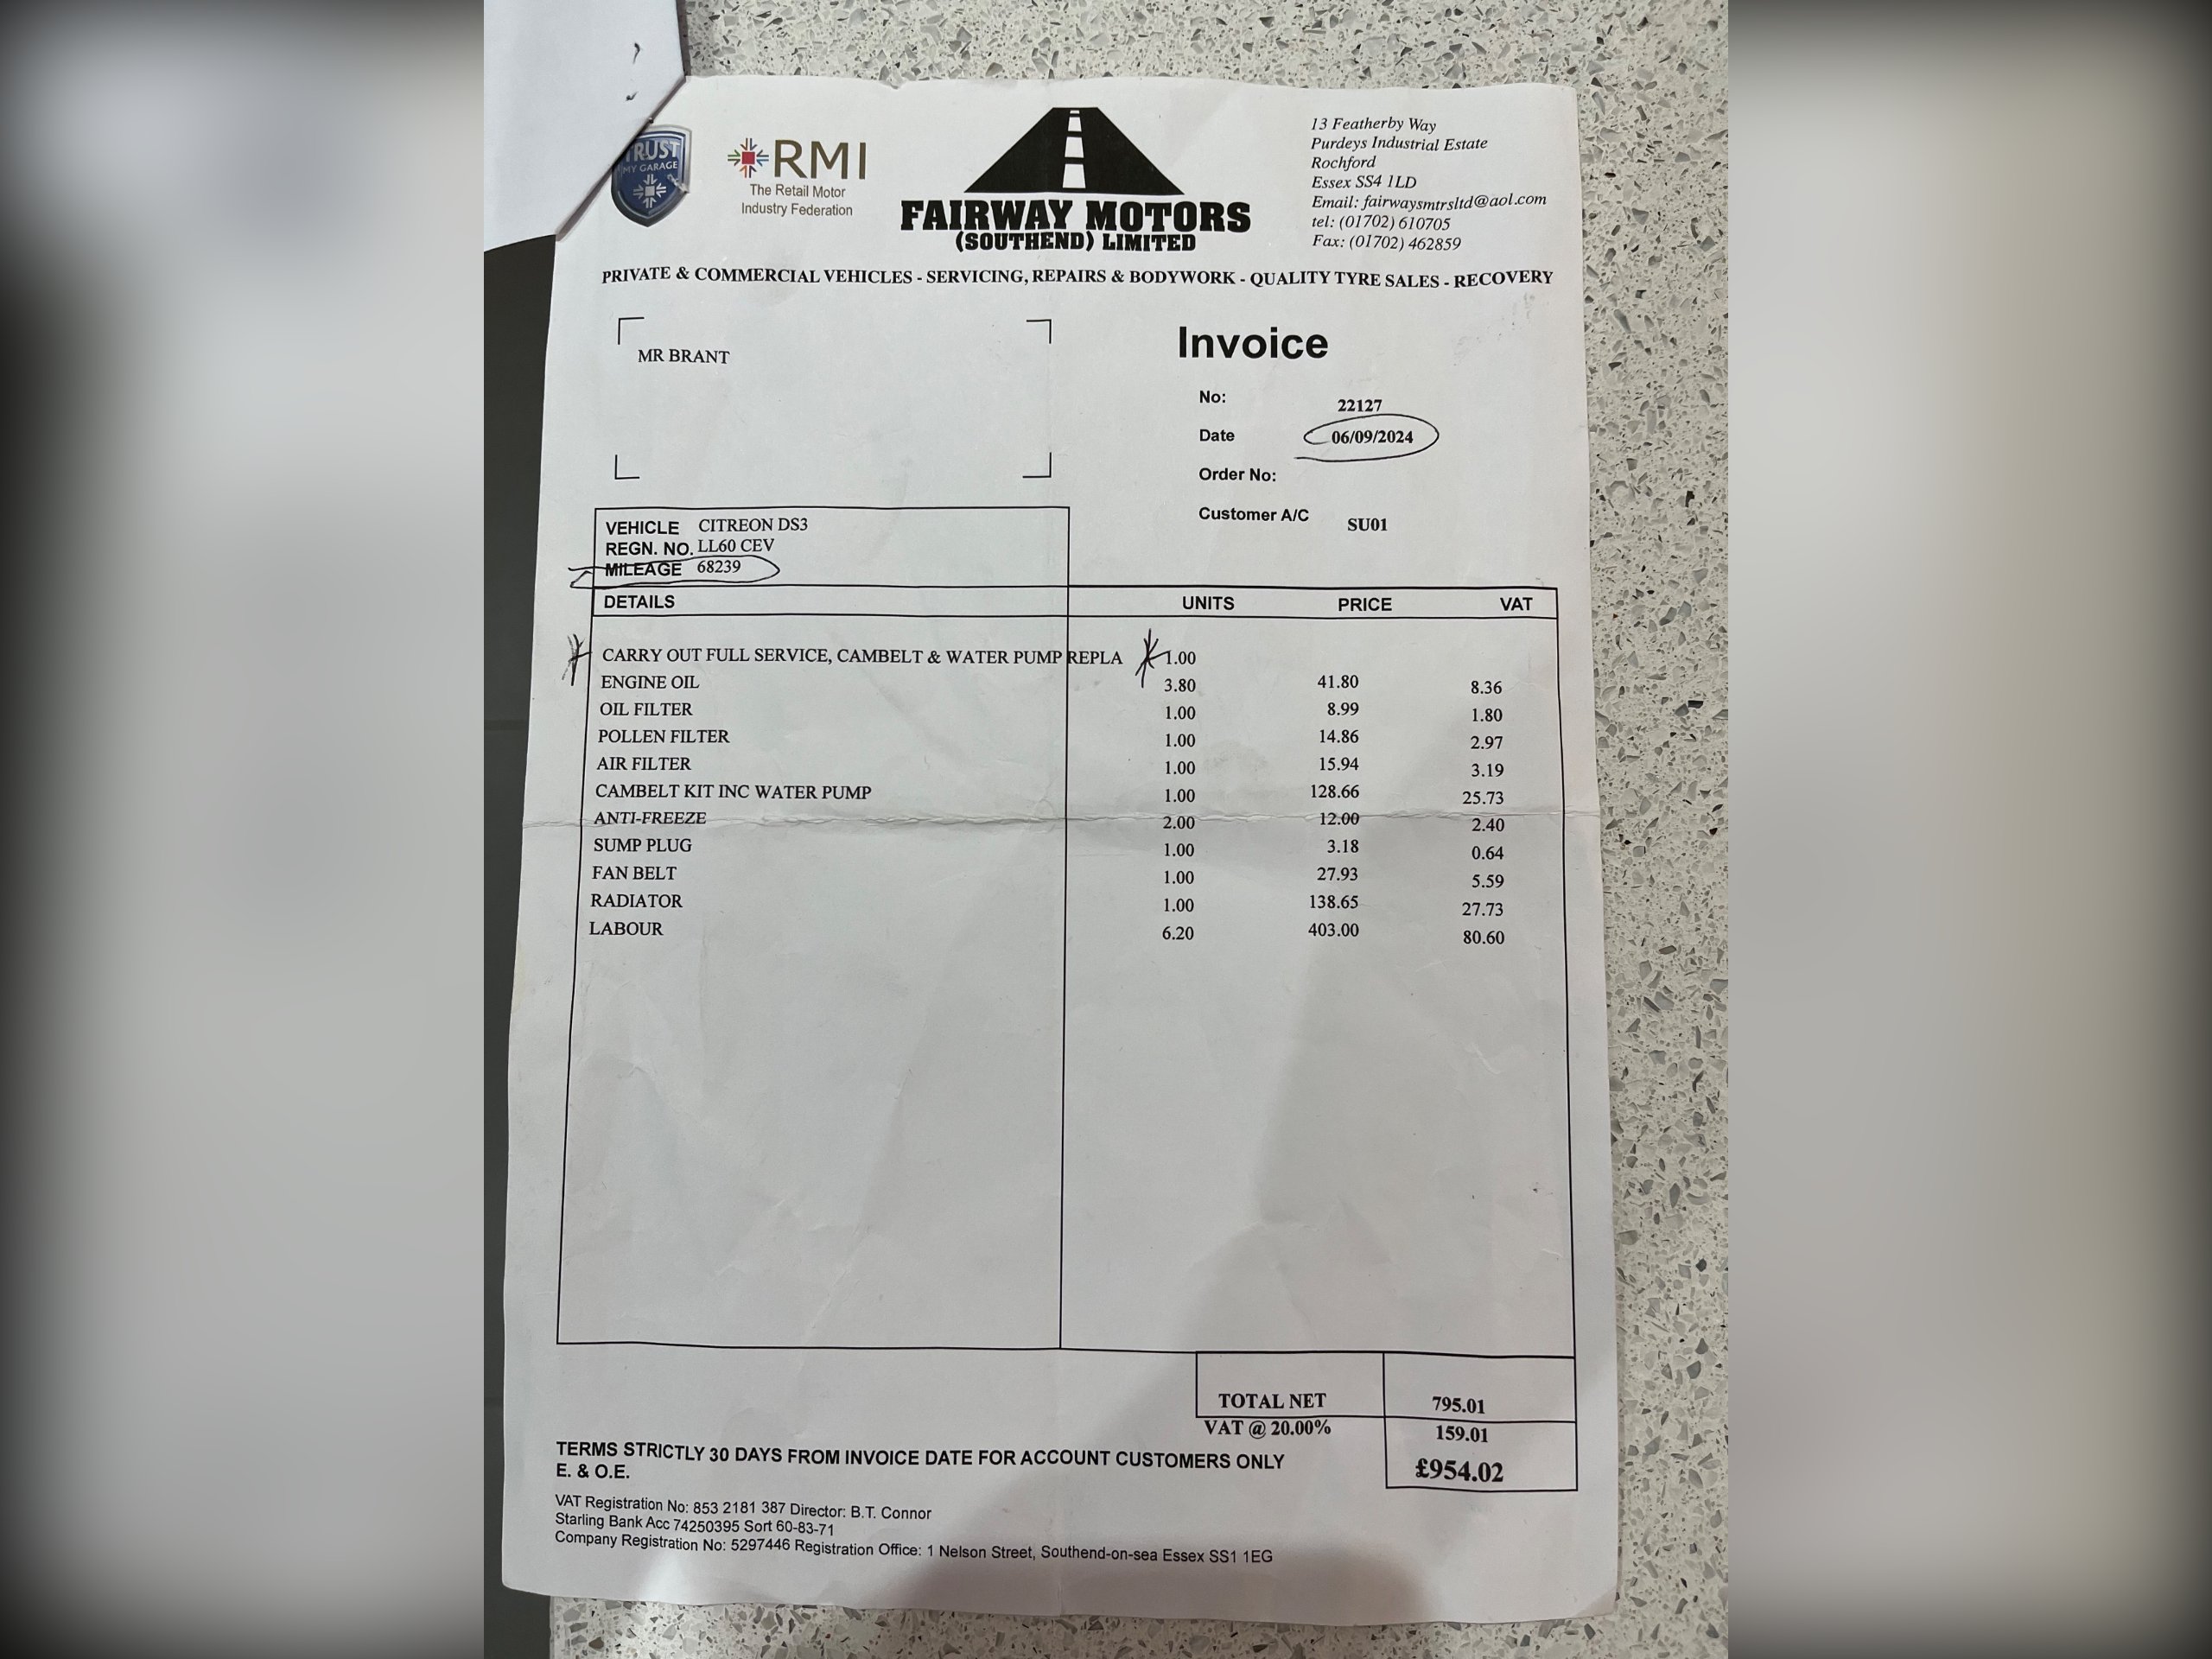 TRUST
MY GARAGE
RMI
The Retail Motor
Industry Federation
FAIRWAY MOTORS
(SOUTHEND) LIMITED
13 Featherby Way
Purdeys Industrial Estate
Rochford
Essex SS4 1LD
Email: fairwaysmtrsltd@aol.com
tel: (01702) 610705
Fax: (01702) 462859
PRIVATE & COMMERCIAL VEHICLES - SERVICING, REPAIRS & BODYWORK - QUALITY TYRE SALES - RECOVERY
MR BRANT
Invoice
No: 22127
Date 06/09/2024
Order No:
Customer A/C SU01
VEHICLE CITREON DS3
REGN. NO. LL60 CEV
MILEAGE 68239
DETAILS UNITS PRICE VAT
CARRY OUT FULL SERVICE, CAMBELT & WATER PUMP REPLA 1.00
ENGINE OIL 3.80 41.80 8.36
OIL FILTER 1.00 8.99 1.80
POLLEN FILTER 1.00 14.86 2.97
AIR FILTER 1.00 15.94 3.19
CAMBELT KIT INC WATER PUMP 1.00 128.66 25.73
ANTI-FREEZE 2.00 12.00 2.40
SUMP PLUG 1.00 3.18 0.64
FAN BELT 1.00 27.93 5.59
RADIATOR 1.00 138.65 27.73
LABOUR 6.20 403.00 80.60
TOTAL NET 795.01
VAT @ 20.00% 159.01
£954.02
TERMS STRICTLY 30 DAYS FROM INVOICE DATE FOR ACCOUNT CUSTOMERS ONLY
E. & O.E.
VAT Registration No: 853 2181 387 Director: B.T. Connor
Starling Bank Acc 74250395 Sort 60-83-71
Company Registration No: 5297446 Registration Office: 1 Nelson Street, Southend-on-sea Essex SS1 1EG